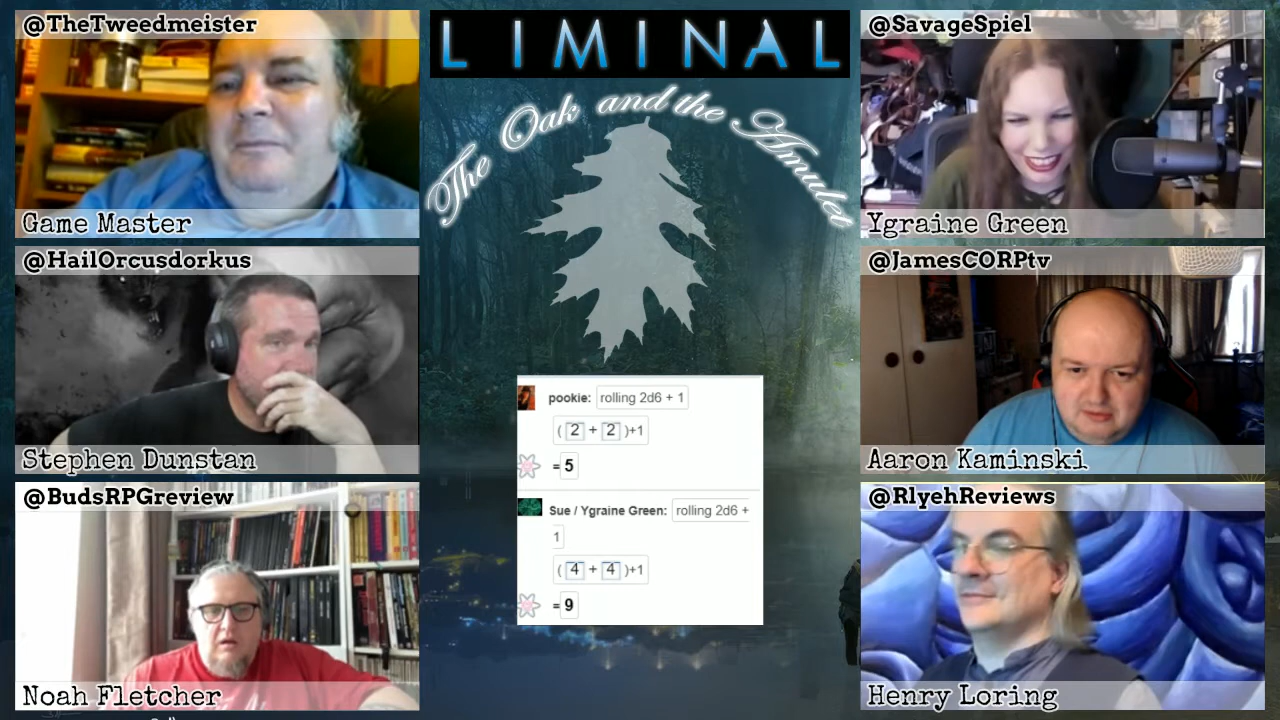 @TheTweedmeister
Game Master
@HailOrcusdorkus
Stephen Dunstan
@BudsRPGreview
Noah Fletcher
LIMINAL
The Oak and the Amulet
pookie: rolling 2d6 + 1
( 2 + 2 )+1
= 5
Sue / Ygraine Green: rolling 2d6 +
1
( 4 + 4 )+1
= 9
@SavageSpiel
Ygraine Green
@JamesCORPtv
Aaron Kaminski
@RlyehReviews
Henry Loring